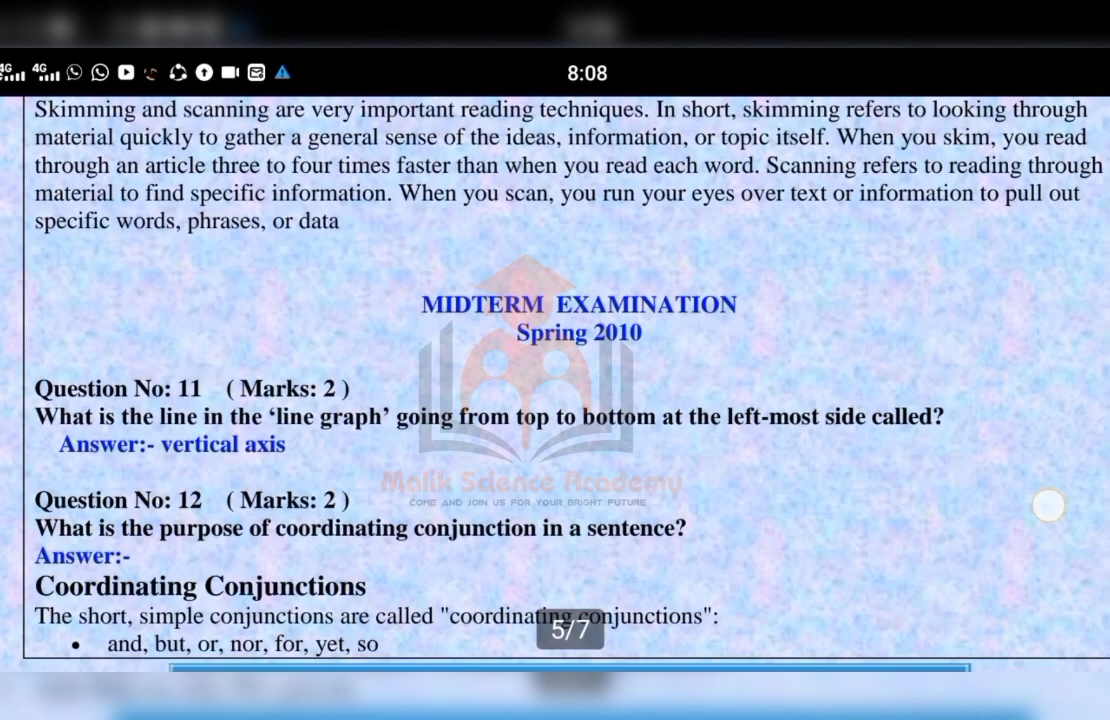 4G 4G 8:08
Skimming and scanning are very important reading techniques. In short, skimming refers to looking through
material quickly to gather a general sense of the ideas, information, or topic itself. When you skim, you read
through an article three to four times faster than when you read each word. Scanning refers to reading through
material to find specific information. When you scan, you run your eyes over text or information to pull out
specific words, phrases, or data
MIDTERM EXAMINATION
Spring 2010
Question No: 11 ( Marks: 2 )
What is the line in the ‘line graph’ going from top to bottom at the left-most side called?
Answer:- vertical axis
Malik Science Academy
COME AND JOIN US FOR YOUR BRIGHT FUTURE
Question No: 12 ( Marks: 2 )
What is the purpose of coordinating conjunction in a sentence?
Answer:-
Coordinating Conjunctions
The short, simple conjunctions are called "coordinating conjunctions":
5/7
• and, but, or, nor, for, yet, so